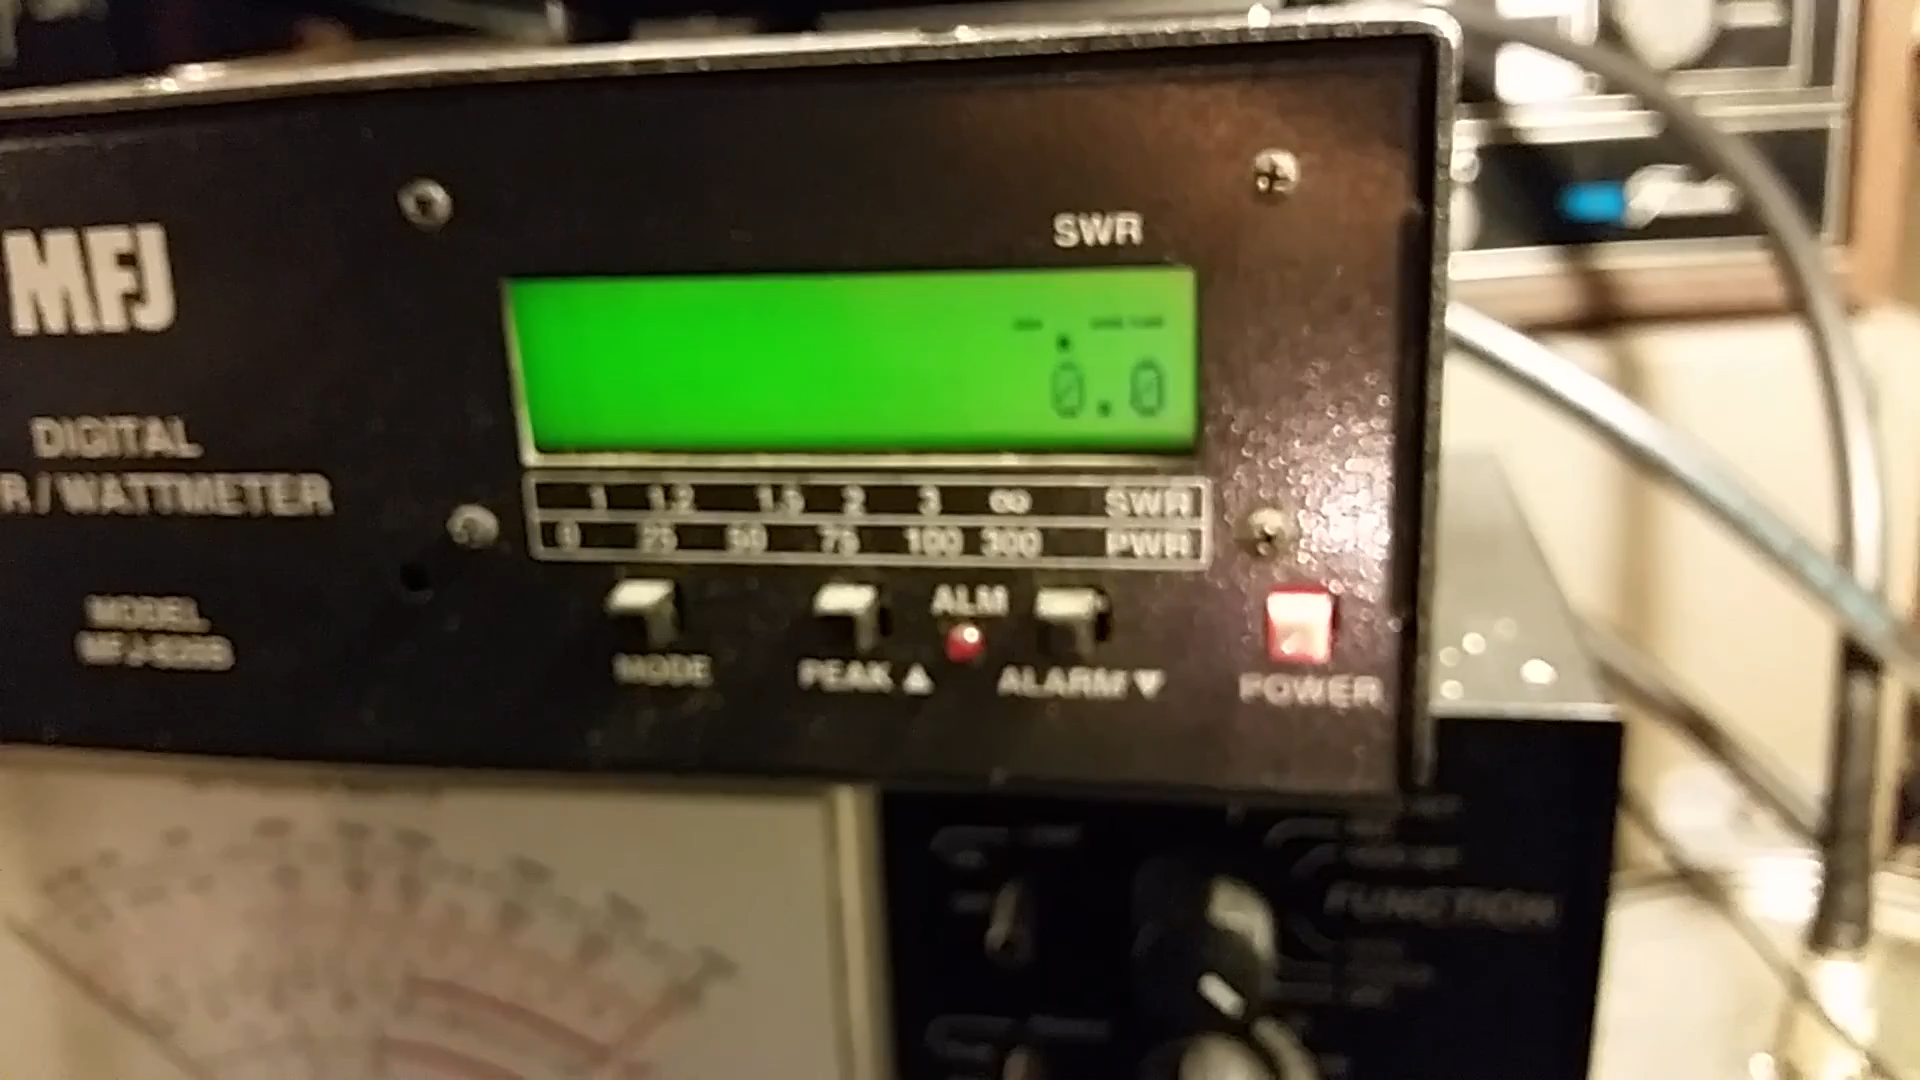 SWR
MFJ
-.--
0.0
DIGITAL
R/WATTMETER
1 1.2 1.5 2 3 ∞ SWR
0 25 50 75 100 300 PWR
MODEL
ALM
MODE PEAK ▲ ALARM ▼ POWER
FUNCTION